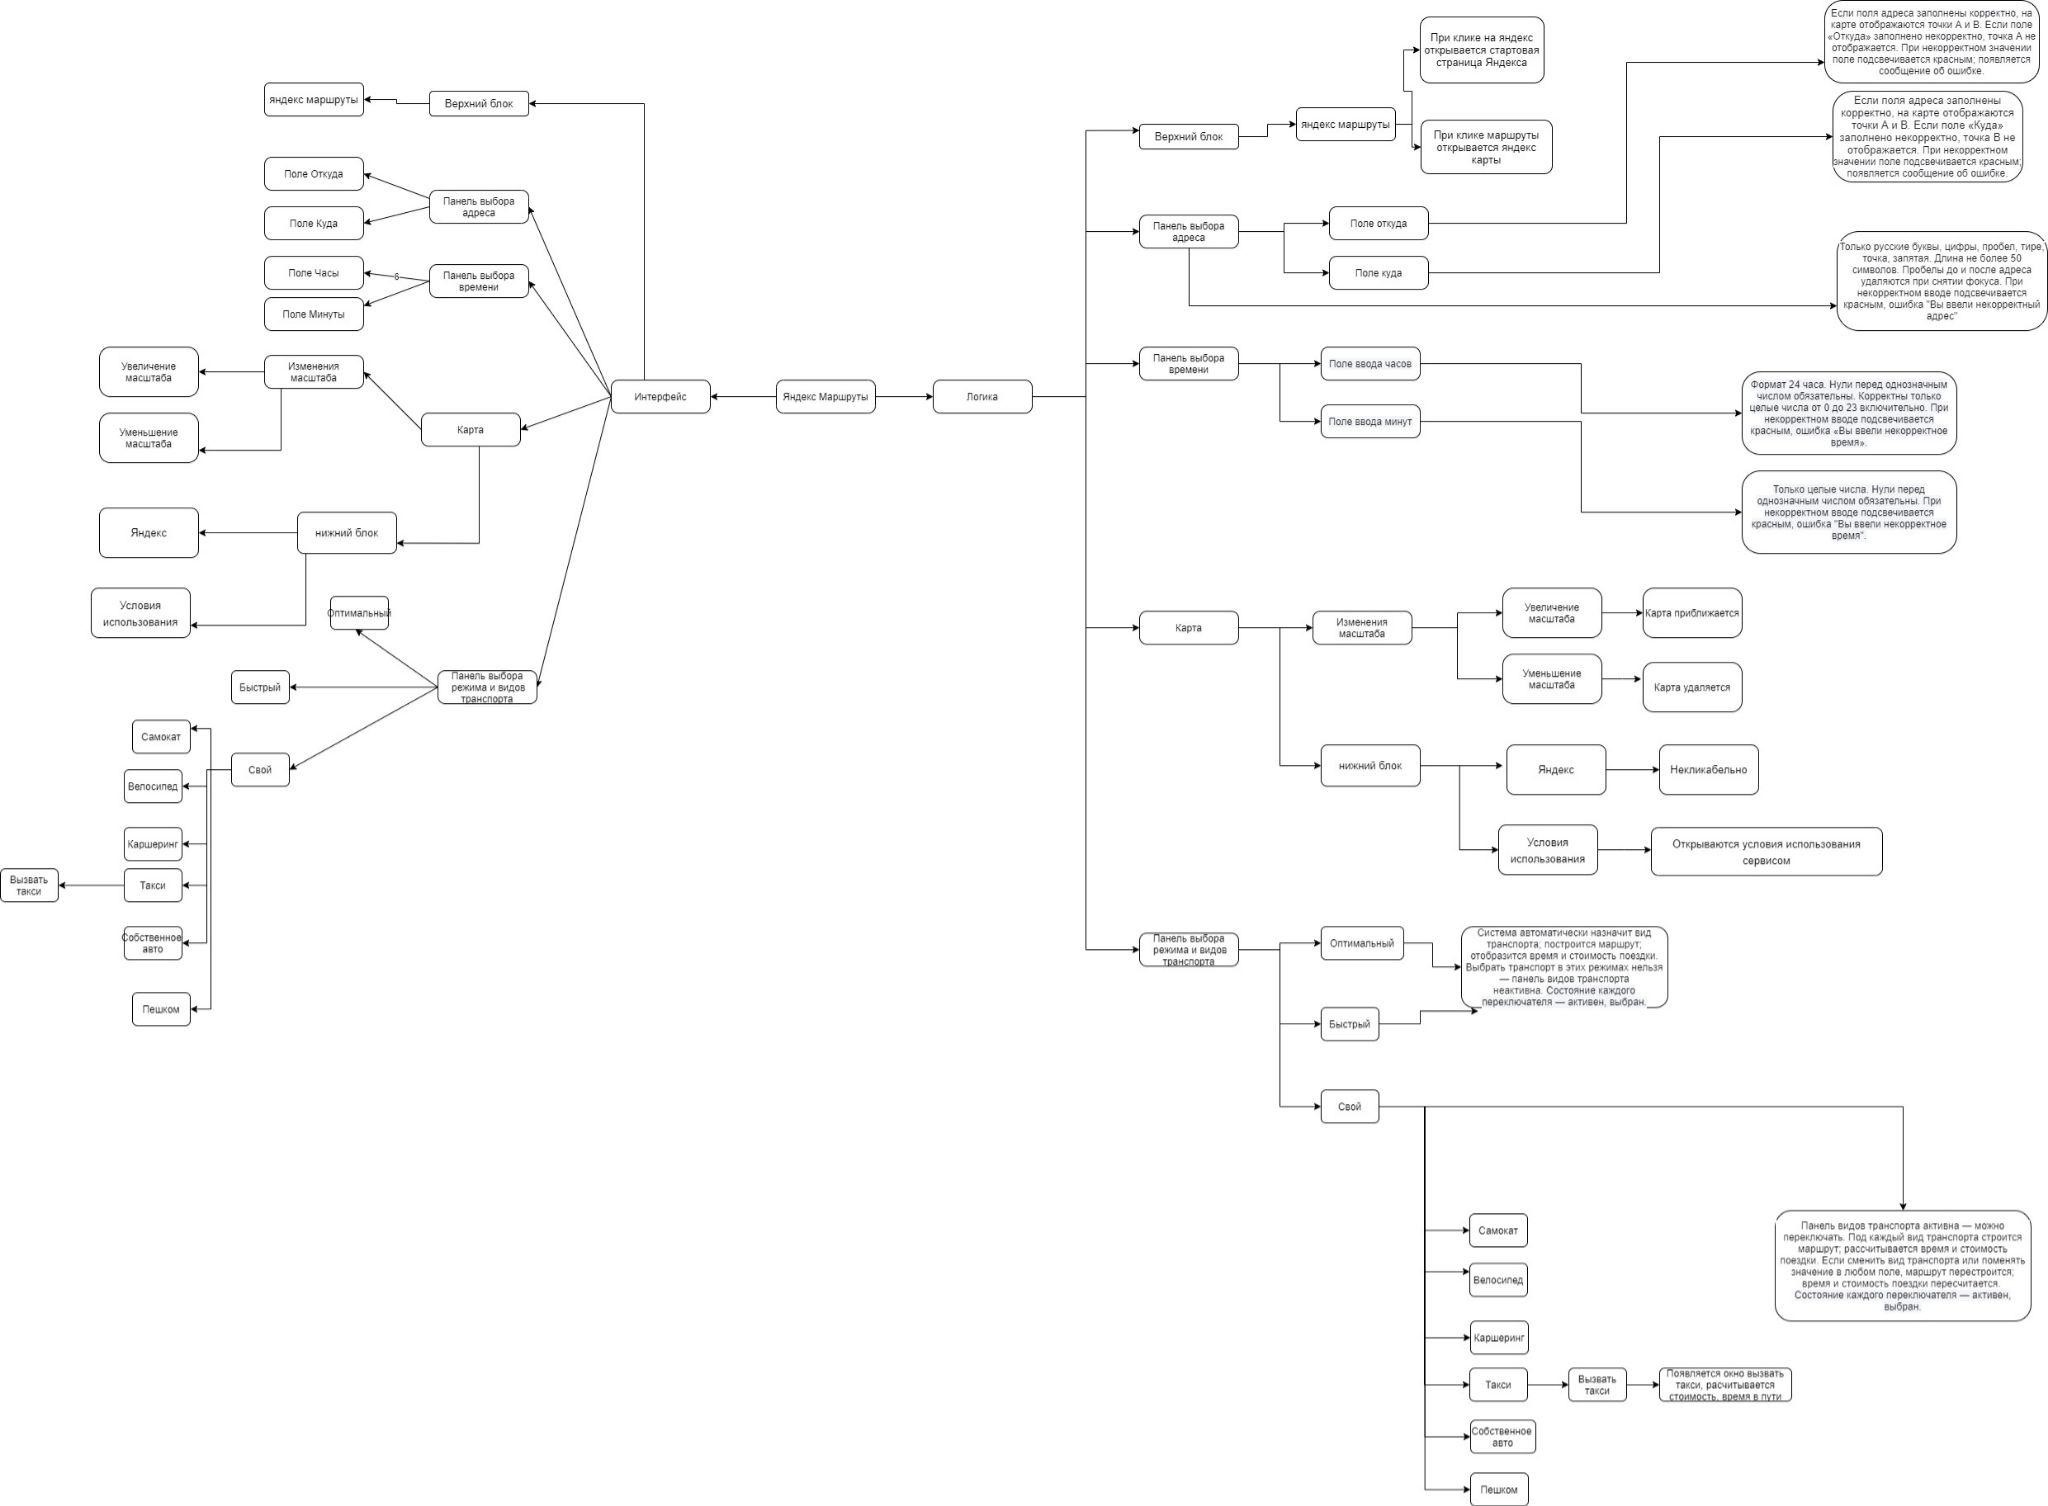 яндекс маршруты
Верхний блок
Поле Откуда
Поле Куда
Панель выбора
адреса
Поле Часы
6
Поле Минуты
Панель выбора
времени
Увеличение
масштаба
Уменьшение
масштаба
Изменения
масштаба
Карта
Интерфейс
Яндекс Маршруты
Логика
Яндекс
нижний блок
Условия
использования
Оптимальный
Быстрый
Панель выбора
режима и видов
транспорта
Самокат
Свой
Велосипед
Каршеринг
Вызвать
такси
Такси
Собственное
авто
Пешком
Верхний блок
яндекс маршруты
При клике на яндекс
открывается стартовая
страница Яндекса
При клике маршруты
открывается яндекс
карты
Если поля адреса заполнены корректно, на
карте отображаются точки А и В. Если поле
«Откуда» заполнено некорректно, точка А не
отображается. При некорректном значении
поле подсвечивается красным; появляется
сообщение об ошибке.
Если поля адреса заполнены
корректно, на карте отображаются
точки А и В. Если поле «Куда»
заполнено некорректно, точка В не
отображается. При некорректном
значении поле подсвечивается красным;
появляется сообщение об ошибке.
Панель выбора
адреса
Поле откуда
Поле куда
Только русские буквы, цифры, пробел, тире,
точка, запятая. Длина не более 50
символов. Пробелы до и после адреса
удаляются при снятии фокуса. При
некорректном вводе подсвечивается
красным, ошибка "Вы ввели некорректный
адрес"
Панель выбора
времени
Поле ввода часов
Поле ввода минут
Формат 24 часа. Нули перед однозначным
числом обязательны. Корректны только
целые числа от 0 до 23 включительно. При
некорректном вводе подсвечивается
красным, ошибка «Вы ввели некорректное
время».
Только целые числа. Нули перед
однозначным числом обязательны. При
некорректном вводе подсвечивается
красным, ошибка "Вы ввели некорректное
время".
Карта
Изменения
масштаба
Увеличение
масштаба
Карта приближается
Уменьшение
масштаба
Карта удаляется
нижний блок
Яндекс
Некликабельно
Условия
использования
Открываются условия использования
сервисом
Панель выбора
режима и видов
транспорта
Оптимальный
Система автоматически назначит вид
транспорта; построится маршрут;
отобразится время и стоимость поездки.
Выбрать транспорт в этих режимах нельзя
— панель видов транспорта
неактивна. Состояние каждого
переключателя — активен, выбран.
Быстрый
Свой
Самокат
Велосипед
Каршеринг
Такси
Вызвать
такси
Появляется окно вызвать
такси, расчитывается
стоимость, время в пути
Собственное
авто
Пешком
Панель видов транспорта активна — можно
переключать. Под каждый вид транспорта строится
маршрут; рассчитывается время и стоимость
поездки. Если сменить вид транспорта или поменять
значение в любом поле, маршрут перестроится;
время и стоимость поездки пересчитается.
Состояние каждого переключателя — активен,
выбран.